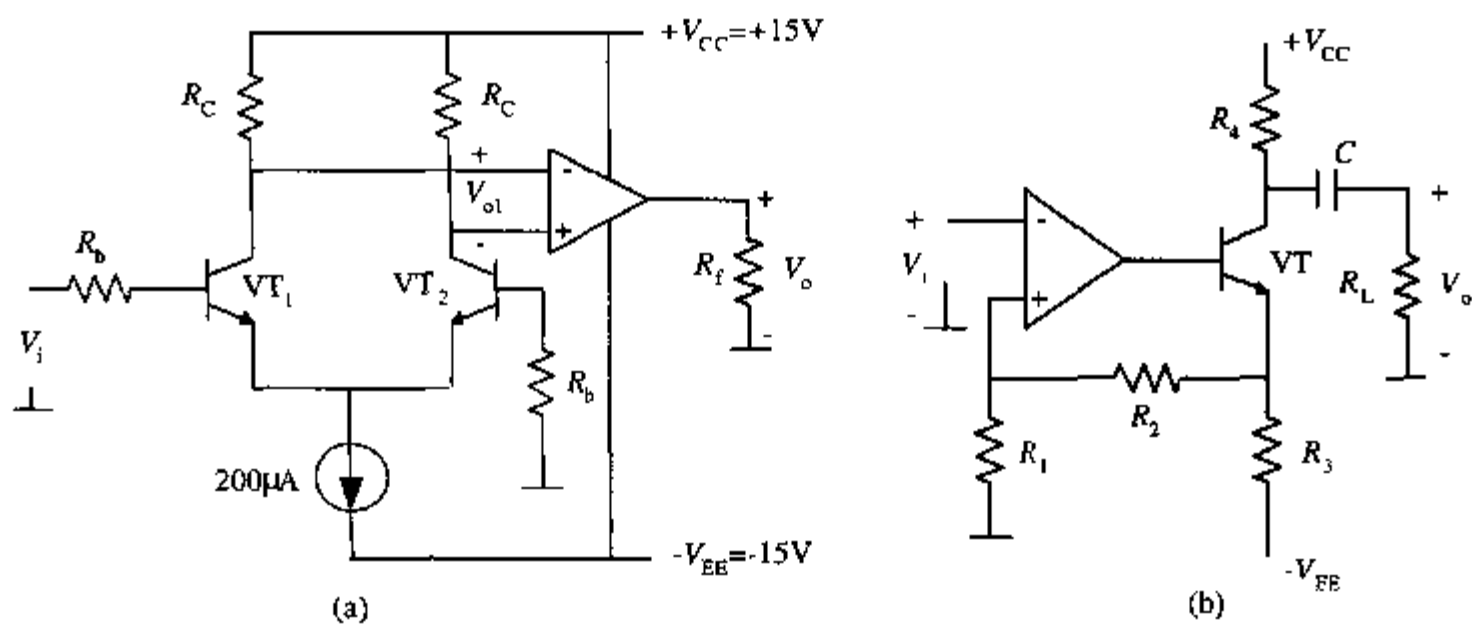 +V_CC=+15V
R_C
R_C
+
V_o1
-
-
+
+
R_f
V_o
-
R_b
VT_1
VT_2
V_i
R_b
200μA
-V_EE=-15V
(a)
+V_CC
R_4
C
+
-
+
V_i
-
VT
R_L
V_o
+
-
R_2
R_1
R_3
-V_EE
(b)